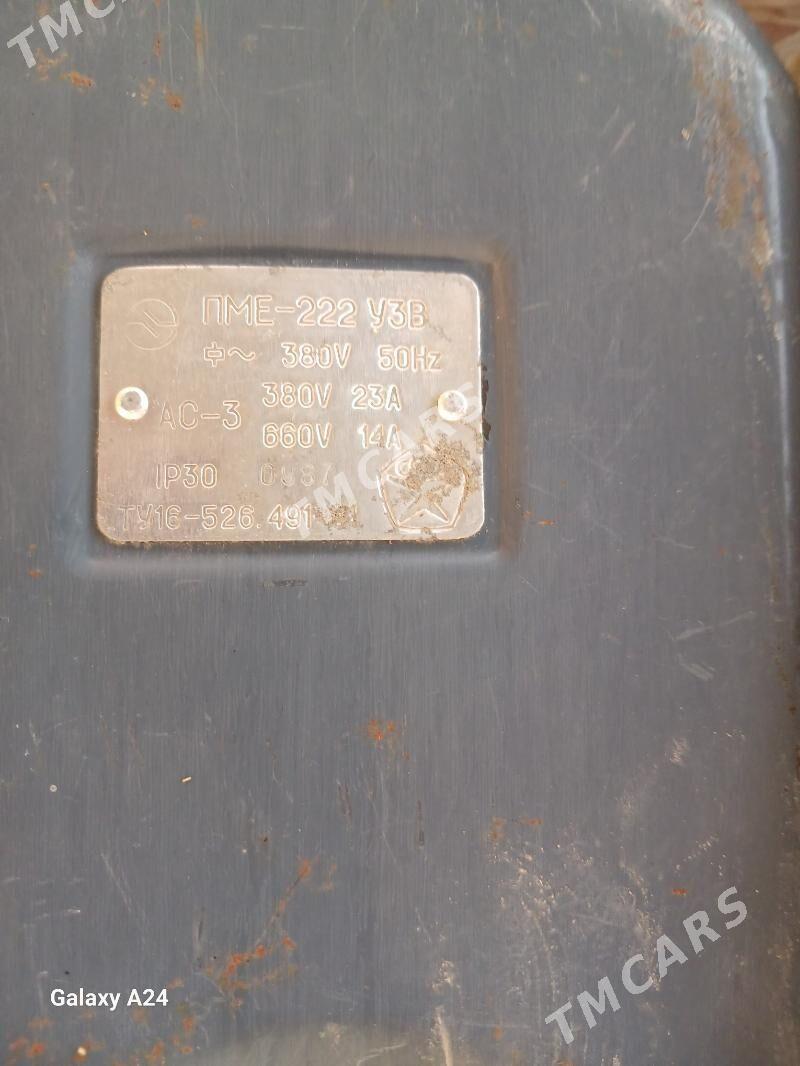 TMCARS
ПМЕ-222 У3В
~ 380V 50Hz
АС-3 380V 23A
660V 14A
IP30
TMCARS
ТУ16-526.491
TMCARS
Galaxy A24